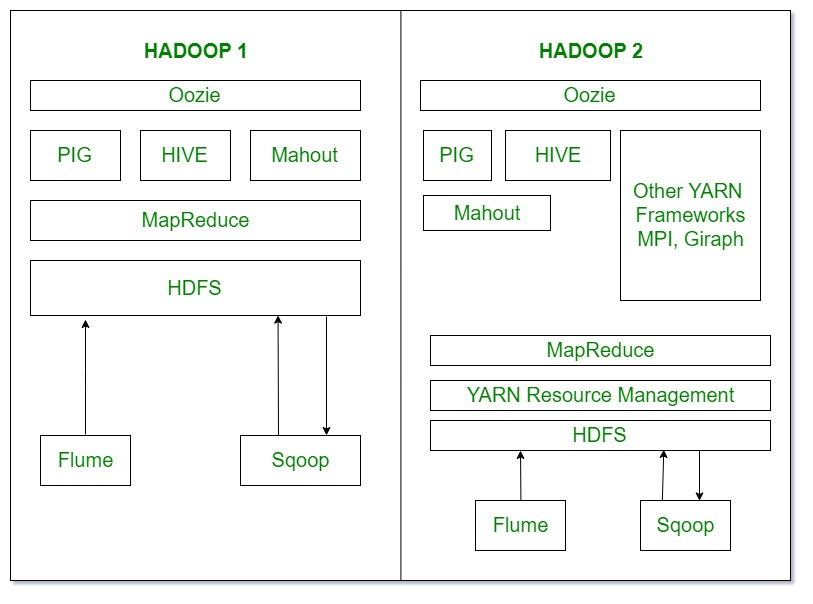 HADOOP 1
Oozie
PIG
HIVE
Mahout
MapReduce
HDFS
Flume
Sqoop
HADOOP 2
Oozie
PIG
HIVE
Mahout
Other YARN
Frameworks
MPI, Giraph
MapReduce
YARN Resource Management
HDFS
Flume
Sqoop